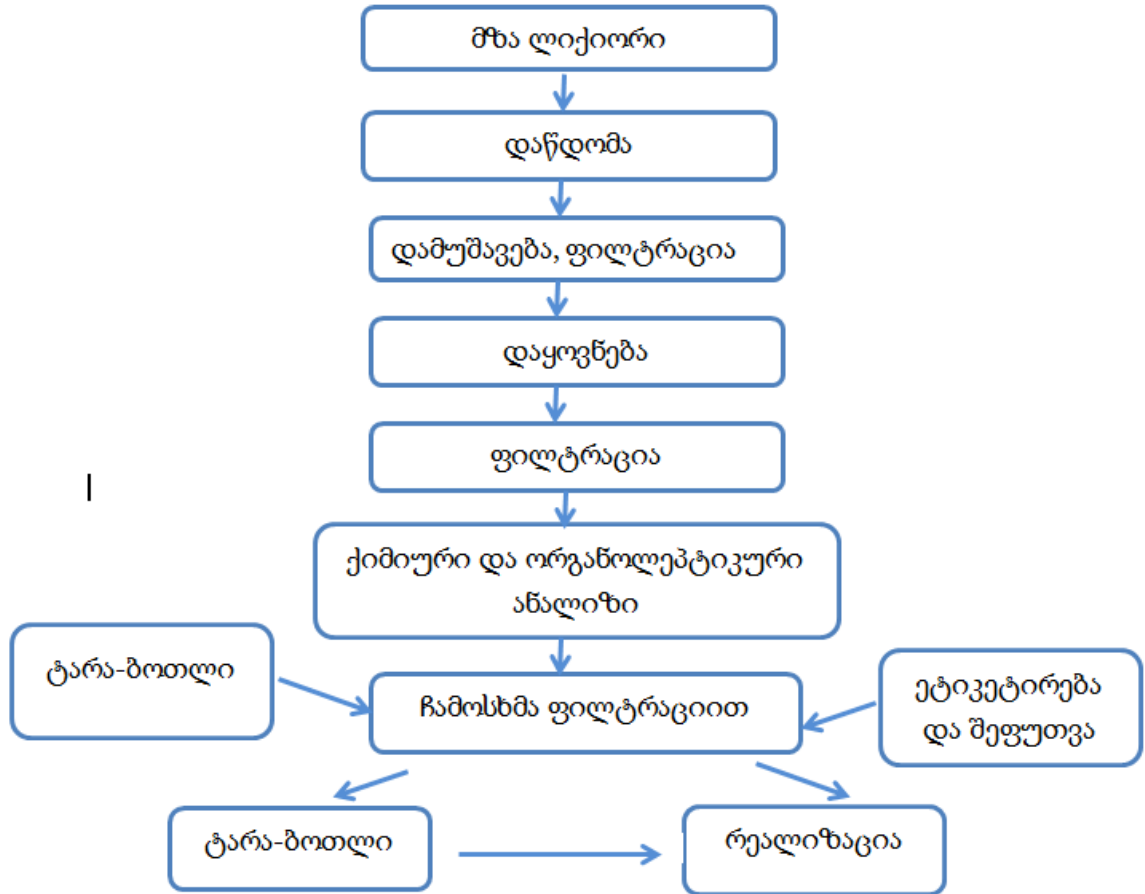 მზა ლიქიორი
დაწდომა
დამუშავება, ფილტრაცია
დაყოვნება
ფილტრაცია
ქიმიური და ორგანოლეპტიკური
ანალიზი
ტარა-ბოთლი
ჩამოსხმა ფილტრაციით
ეტიკეტირება
და შეფუთვა
ტარა-ბოთლი
რეალიზაცია